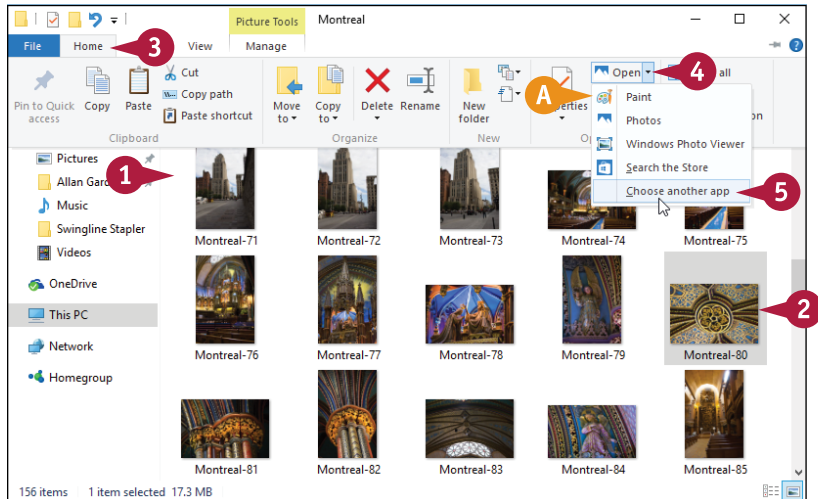 Picture Tools Montreal
File Home View Manage
3
Pin to Quick access
Copy
Paste
Cut
Copy path
Paste shortcut
Clipboard
Move to
Copy to
Delete
Rename
Organize
New folder
New
Open
4
all
A
Paint
Photos
Windows Photo Viewer
Search the Store
Choose another app
5
Pictures
Music
Swingline Stapler
Videos
OneDrive
This PC
Network
Homegroup
1
Montreal-71 Montreal-72 Montreal-73 Montreal-74 Montreal-75
2
Montreal-76 Montreal-77 Montreal-78 Montreal-79 Montreal-80
Montreal-81 Montreal-82 Montreal-83 Montreal-84 Montreal-85
156 items 1 item selected 17.3 MB